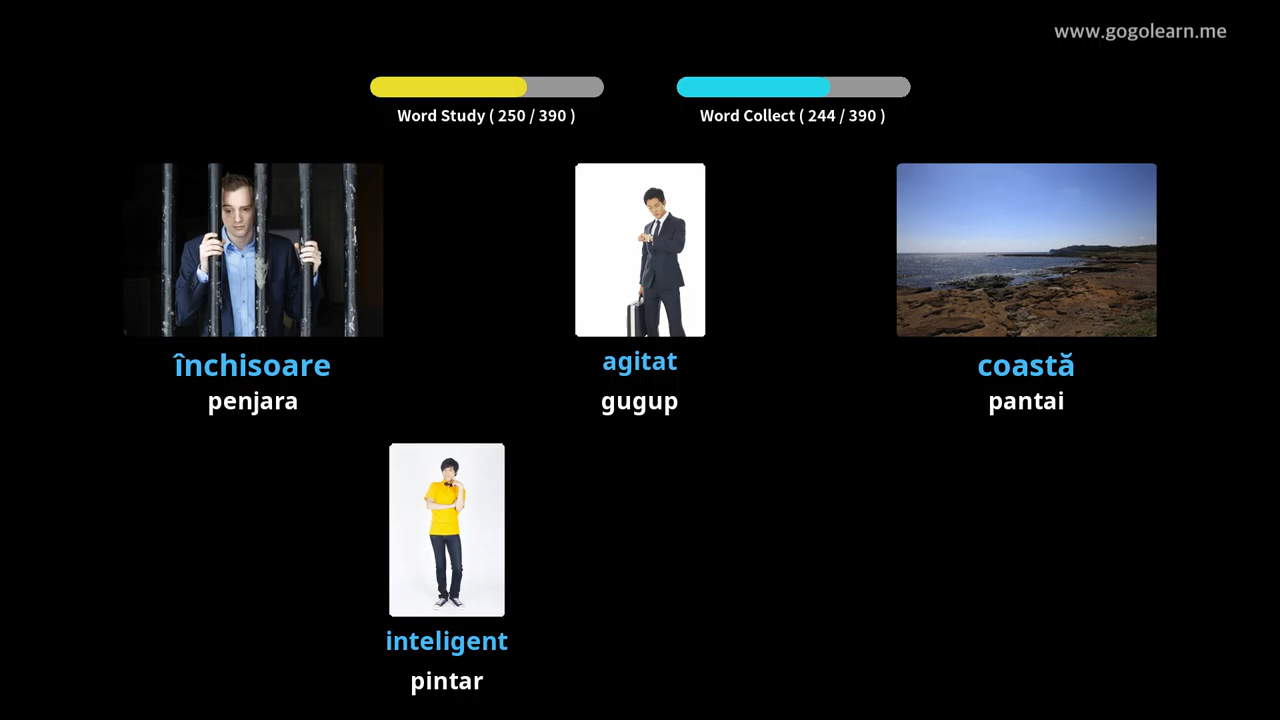 www.gogolearn.me
Word Study ( 250 / 390 )
Word Collect ( 244 / 390 )
închisoare
penjara
agitat
gugup
coastă
pantai
inteligent
pintar